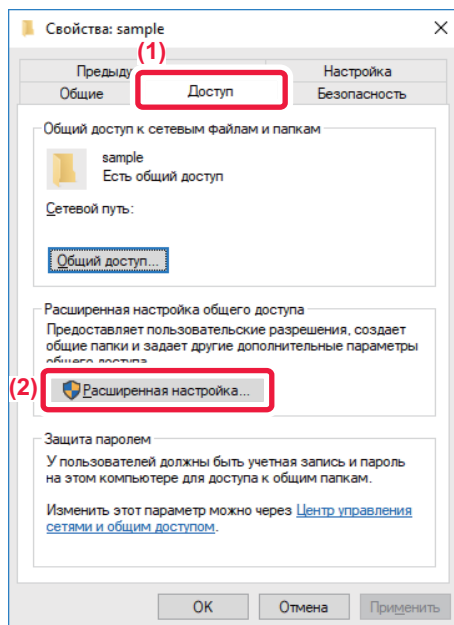 Свойства: sample
(1)
Предыду
Настройка
Общие
Доступ
Безопасность
Общий доступ к сетевым файлам и папкам
sample
Есть общий доступ
Сетевой путь:
Общий доступ...
Расширенная настройка общего доступа
Предоставляет пользовательские разрешения, создает
общие папки и задает другие дополнительные параметры
общего доступа.
(2)
Расширенная настройка...
Защита паролем
У пользователей должны быть учетная запись и пароль
на этом компьютере для доступа к общим папкам.
Изменить этот параметр можно через Центр управления
сетями и общим доступом.
OK
Отмена
Применить